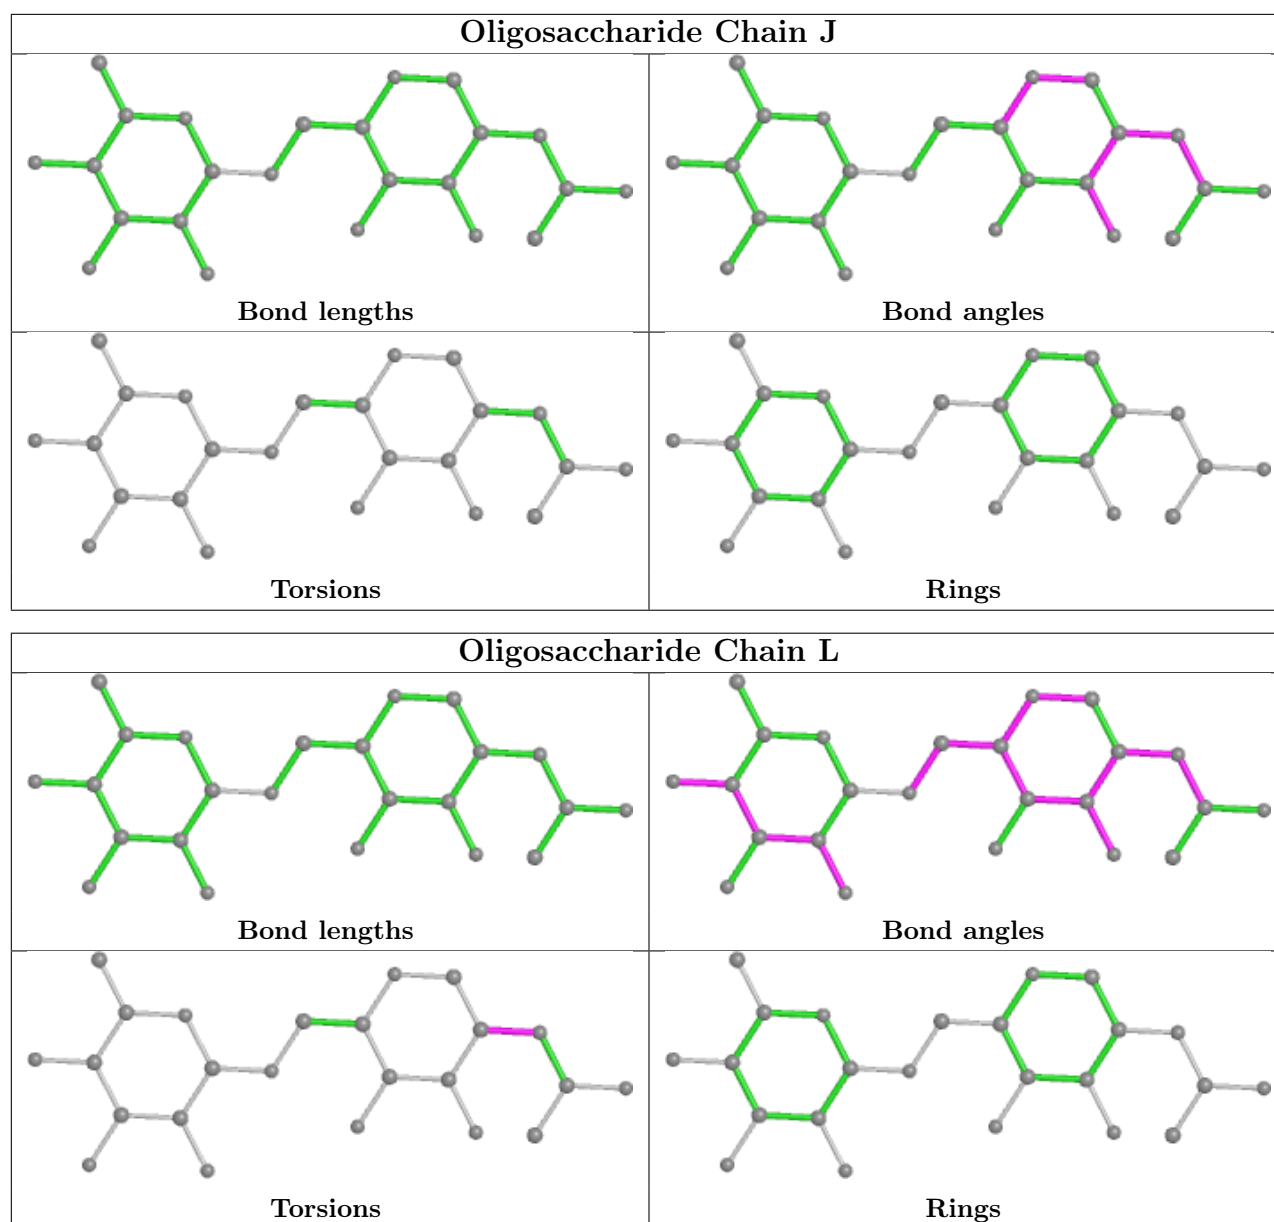 Oligosaccharide Chain J
Bond lengths
Bond angles
Torsions
Rings
Oligosaccharide Chain L
Bond lengths
Bond angles
Torsions
Rings